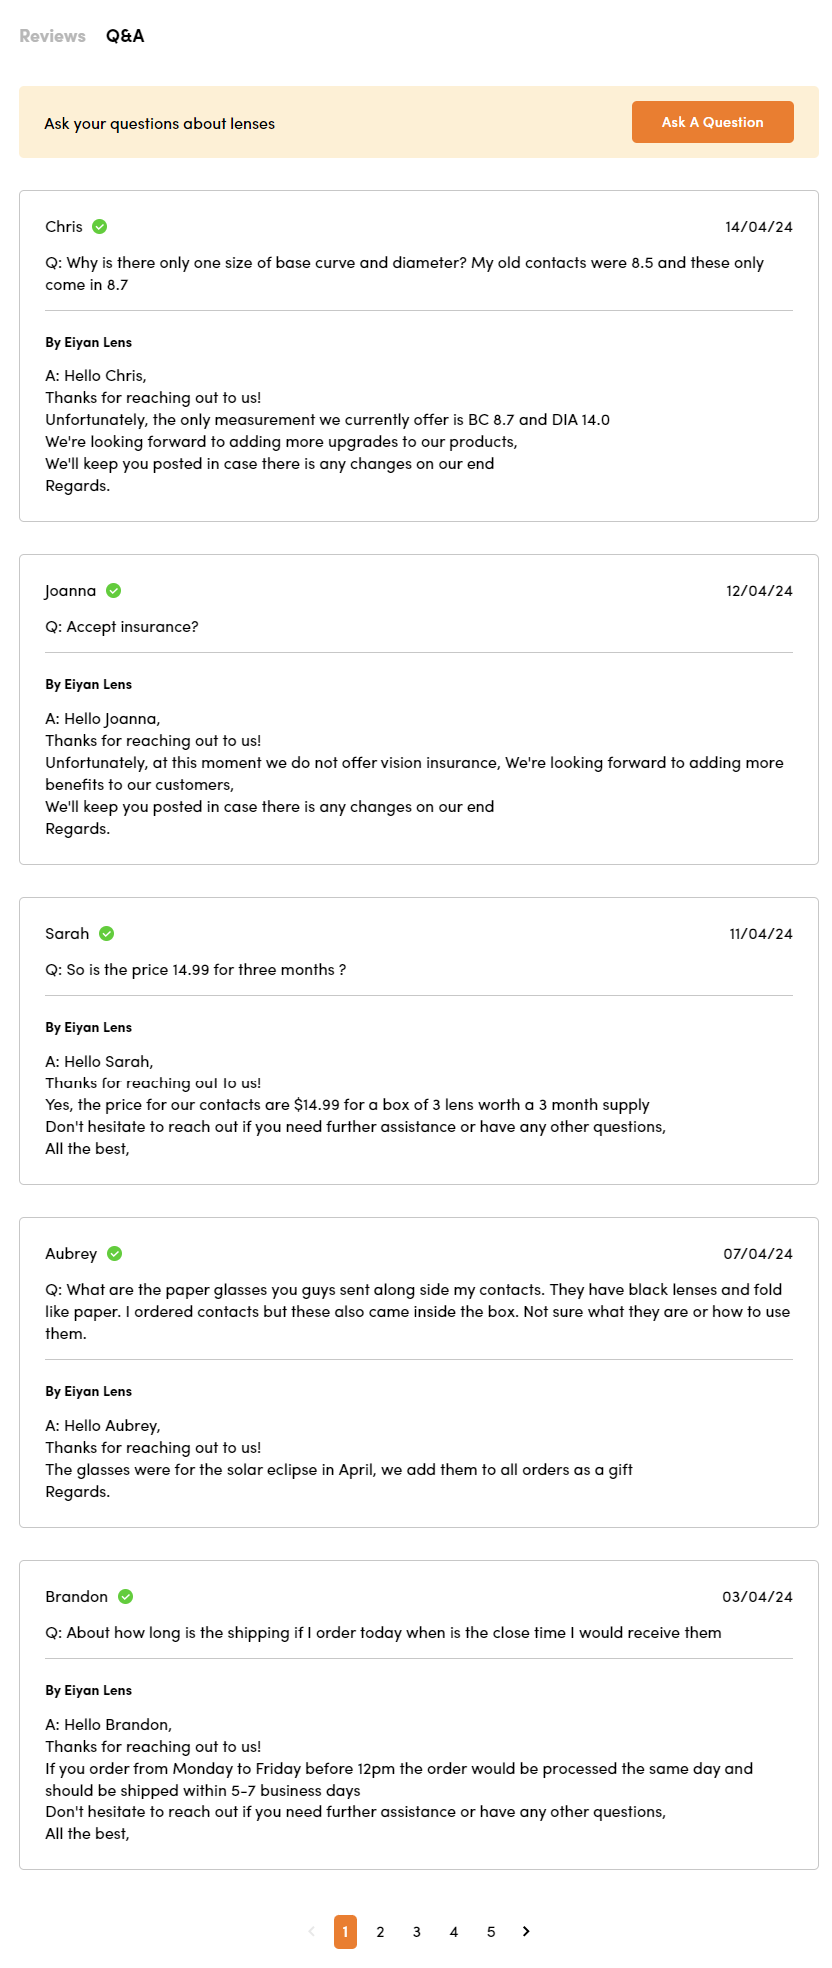 Reviews Q&A
Ask your questions about lenses
Ask A Question
Chris 14/04/24
Q: Why is there only one size of base curve and diameter? My old contacts were 8.5 and these only
come in 8.7
By Eiyan Lens
A: Hello Chris,
Thanks for reaching out to us!
Unfortunately, the only measurement we currently offer is BC 8.7 and DIA 14.0
We're looking forward to adding more upgrades to our products,
We'll keep you posted in case there is any changes on our end
Regards.
Joanna 12/04/24
Q: Accept insurance?
By Eiyan Lens
A: Hello Joanna,
Thanks for reaching out to us!
Unfortunately, at this moment we do not offer vision insurance, We're looking forward to adding more
benefits to our customers,
We'll keep you posted in case there is any changes on our end
Regards.
Sarah 11/04/24
Q: So is the price 14.99 for three months ?
By Eiyan Lens
A: Hello Sarah,
Thanks for reaching out to us!
Yes, the price for our contacts are $14.99 for a box of 3 lens worth a 3 month supply
Don't hesitate to reach out if you need further assistance or have any other questions,
All the best,
Aubrey 07/04/24
Q: What are the paper glasses you guys sent along side my contacts. They have black lenses and fold
like paper. I ordered contacts but these also came inside the box. Not sure what they are or how to use
them.
By Eiyan Lens
A: Hello Aubrey,
Thanks for reaching out to us!
The glasses were for the solar eclipse in April, we add them to all orders as a gift
Regards.
Brandon 03/04/24
Q: About how long is the shipping if I order today when is the close time I would receive them
By Eiyan Lens
A: Hello Brandon,
Thanks for reaching out to us!
If you order from Monday to Friday before 12pm the order would be processed the same day and
should be shipped within 5-7 business days
Don't hesitate to reach out if you need further assistance or have any other questions,
All the best,
1 2 3 4 5